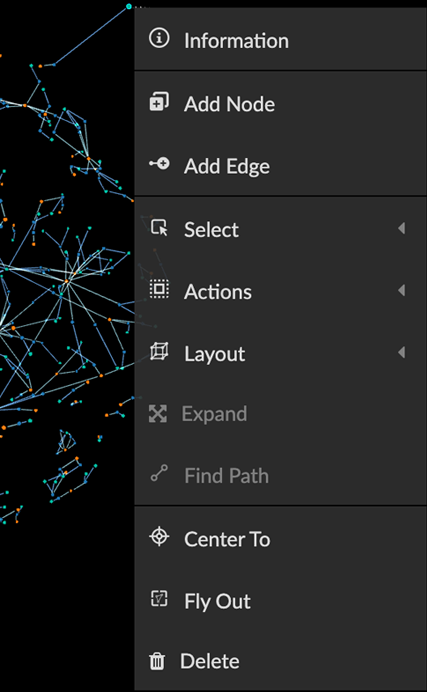 Information
Add Node
Add Edge
Select
Actions
Layout
Expand
Find Path
Center To
Fly Out
Delete